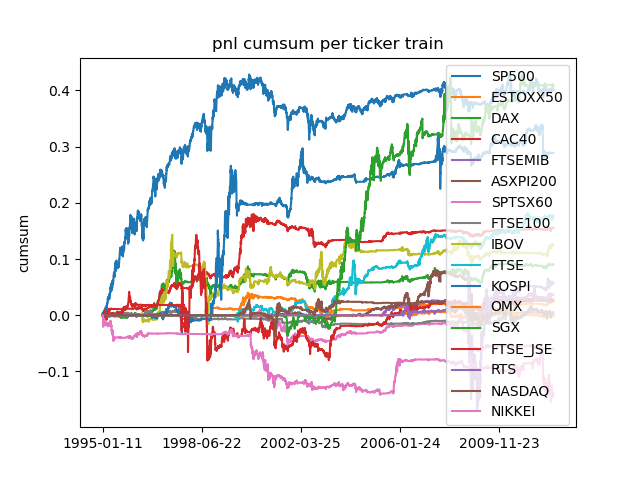 pnl cumsum per ticker train
cumsum
0.4
0.3
0.2
0.1
0.0
−0.1
1995-01-11
1998-06-22
2002-03-25
2006-01-24
2009-11-23
SP500
ESTOXX50
DAX
CAC40
FTSEMIB
ASXPI200
SPTSX60
FTSE100
IBOV
FTSE
KOSPI
OMX
SGX
FTSE_JSE
RTS
NASDAQ
NIKKEI